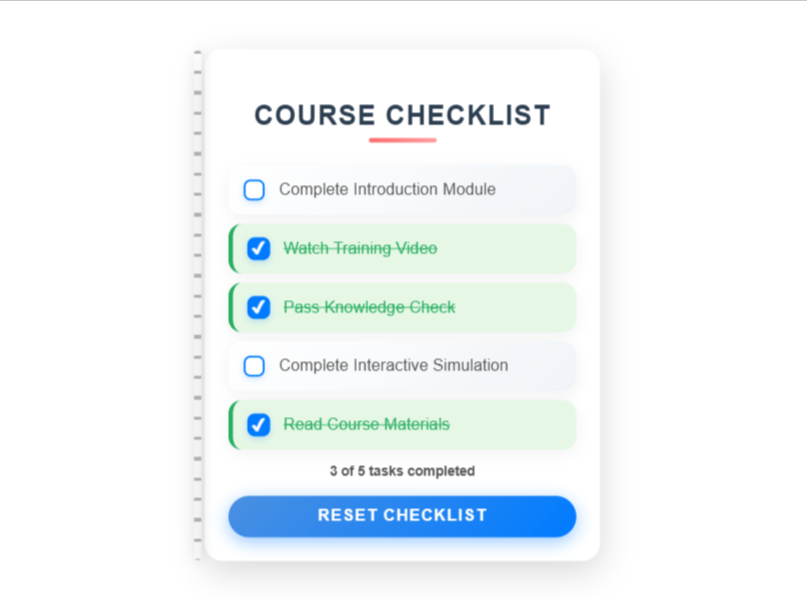 COURSE CHECKLIST
Complete Introduction Module
Watch Training Video
Pass Knowledge Check
Complete Interactive Simulation
Read Course Materials
3 of 5 tasks completed
RESET CHECKLIST